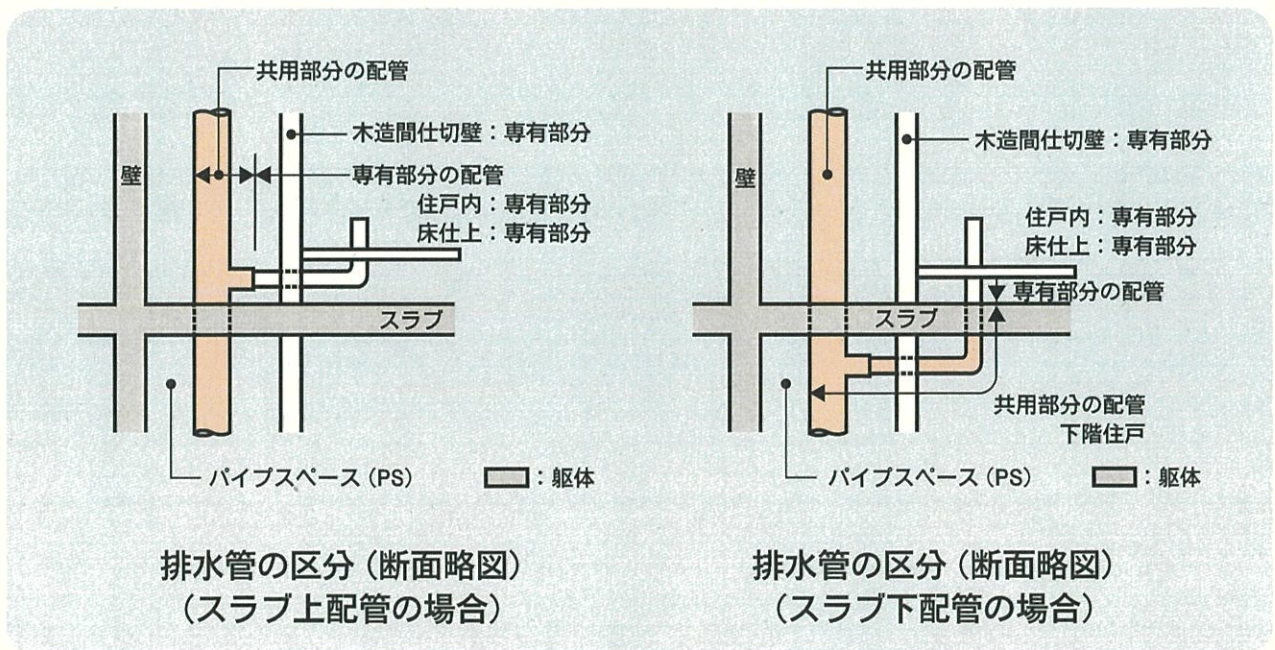 共用部分の配管
木造間仕切壁：専有部分
壁
専有部分の配管
住戸内：専有部分
床仕上：専有部分
スラブ
パイプスペース（PS）
：躯体
排水管の区分（断面略図）
（スラブ上配管の場合）
共用部分の配管
木造間仕切壁：専有部分
壁
住戸内：専有部分
床仕上：専有部分
専有部分の配管
スラブ
共用部分の配管
下階住戸
パイプスペース（PS）
：躯体
排水管の区分（断面略図）
（スラブ下配管の場合）